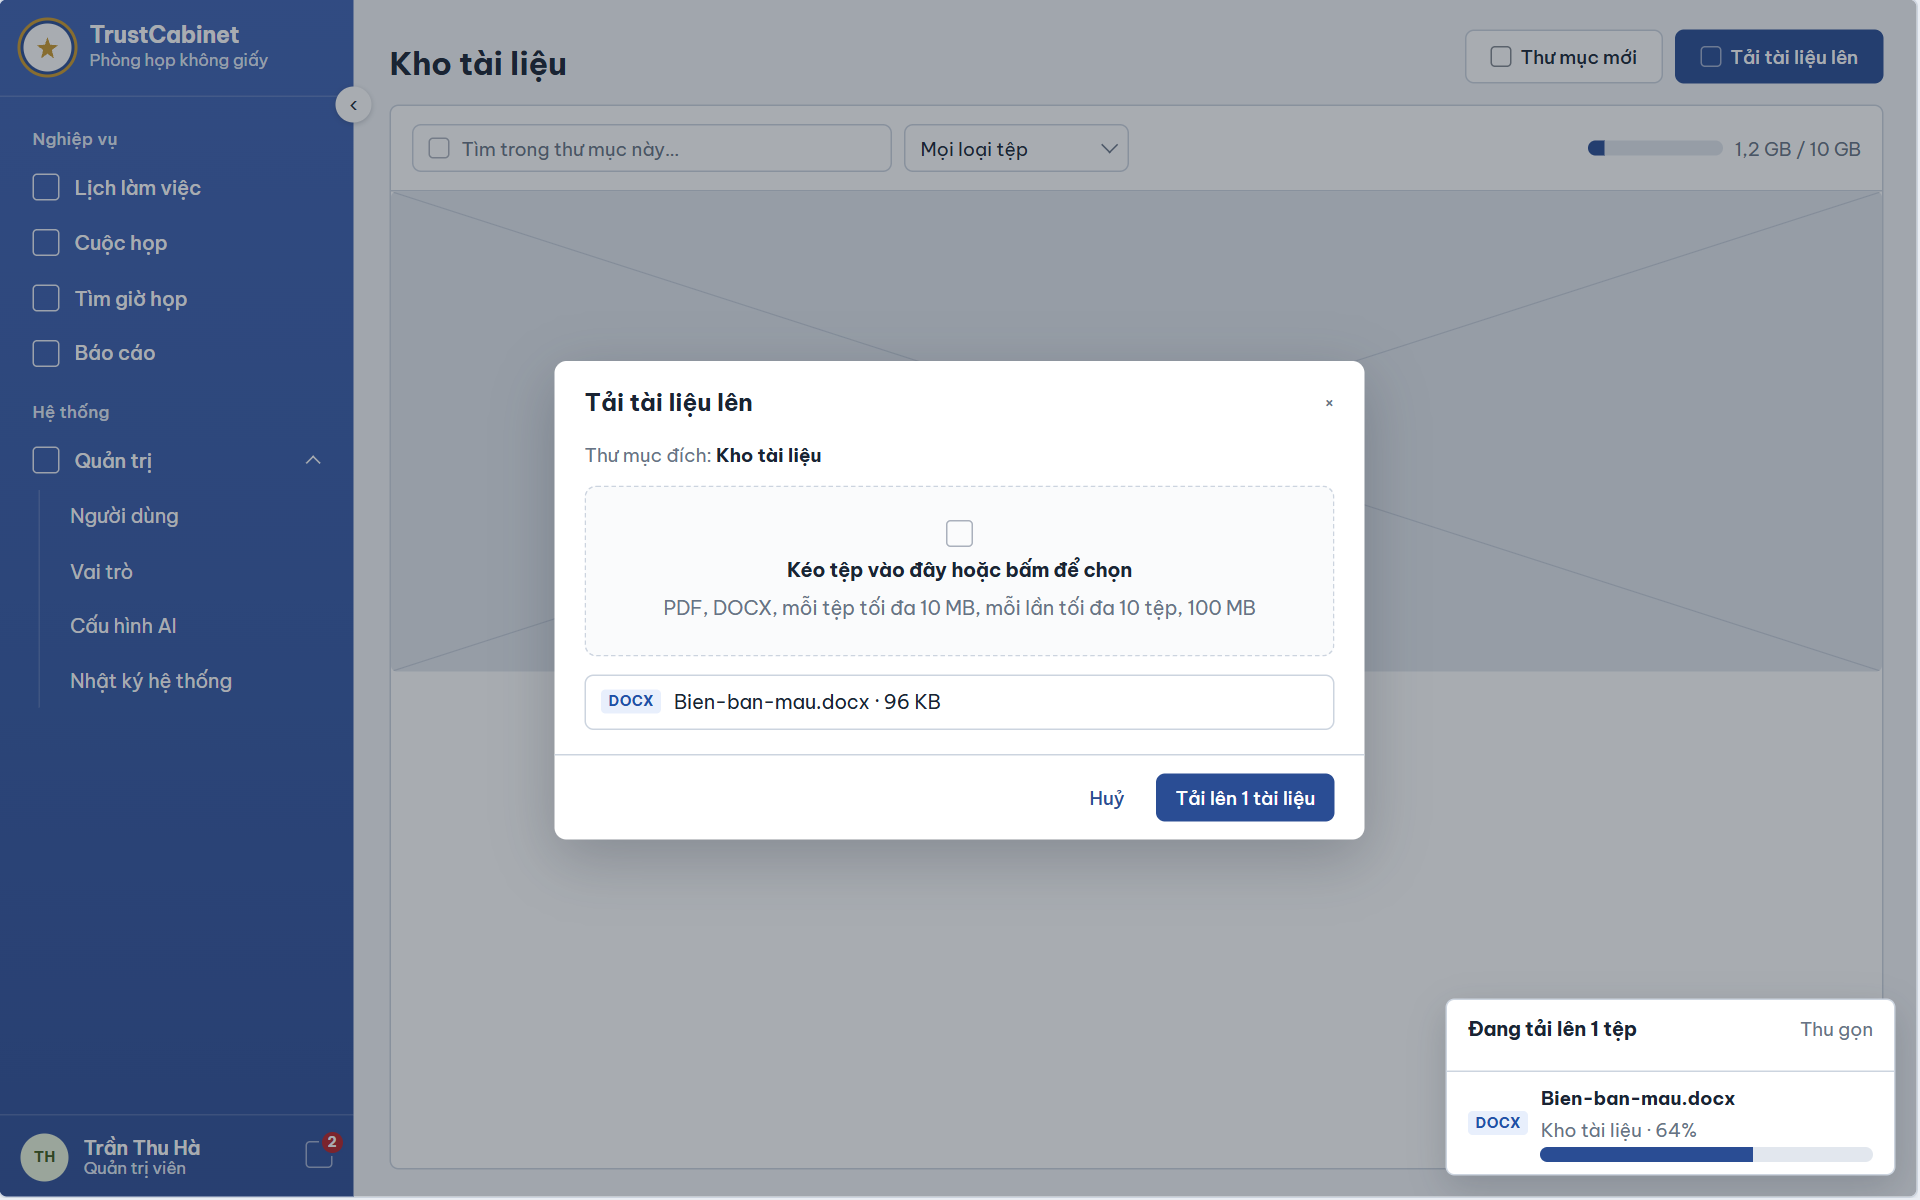 TrustCabinet
Phòng họp không giấy
Nghiệp vụ
Lịch làm việc
Cuộc họp
Tìm giờ họp
Báo cáo
Hệ thống
Quản trị
Người dùng
Vai trò
Cấu hình AI
Nhật ký hệ thống
TH
Trần Thu Hà
Quản trị viên
2
Kho tài liệu
Thư mục mới
Tải tài liệu lên
Tìm trong thư mục này...
Mọi loại tệp
1,2 GB / 10 GB
Tải tài liệu lên
×
Thư mục đích: Kho tài liệu
Kéo tệp vào đây hoặc bấm để chọn
PDF, DOCX, mỗi tệp tối đa 10 MB, mỗi lần tối đa 10 tệp, 100 MB
DOCX Bien-ban-mau.docx · 96 KB
Huỷ
Tải lên 1 tài liệu
Đang tải lên 1 tệp
Thu gọn
DOCX
Bien-ban-mau.docx
Kho tài liệu · 64%